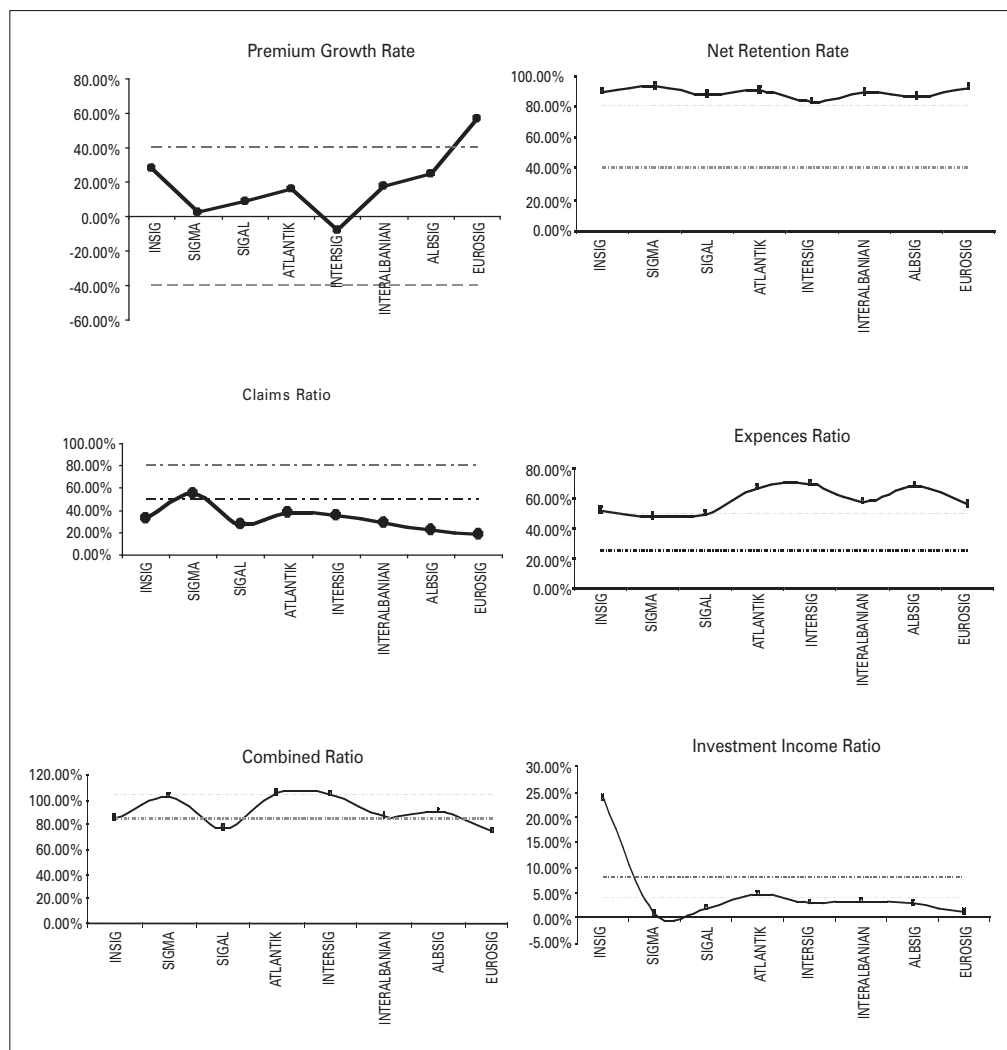 Premium Growth Rate
80.00%
60.00%
40.00%
20.00%
0.00%
-20.00%
-40.00%
-60.00%
INSIG
SIGMA
SIGAL
ATLANTIK
INTERSIG
INTERALBANIAN
ALBSIG
EUROSIG
Net Retention Rate
100.00%
80.00%
60.00%
40.00%
20.00%
0.00%
INSIG
SIGMA
SIGAL
ATLANTIK
INTERSIG
INTERALBANIAN
ALBSIG
EUROSIG
Claims Ratio
100.00%
80.00%
60.00%
40.00%
20.00%
0.00%
INSIG
SIGMA
SIGAL
ATLANTIK
INTERSIG
INTERALBANIAN
ALBSIG
EUROSIG
Expences Ratio
80.00%
60.00%
40.00%
20.00%
0.00%
INSIG
SIGMA
SIGAL
ATLANTIK
INTERSIG
INTERALBANIAN
ALBSIG
EUROSIG
Combined Ratio
120.00%
100.00%
80.00%
60.00%
40.00%
20.00%
0.00%
INSIG
SIGMA
SIGAL
ATLANTIK
INTERSIG
INTERALBANIAN
ALBSIG
EUROSIG
Investment Income Ratio
30.00%
25.00%
20.00%
15.00%
10.00%
5.00%
0.00%
-5.00%
INSIG
SIGMA
SIGAL
ATLANTIK
INTERSIG
INTERALBANIAN
ALBSIG
EUROSIG